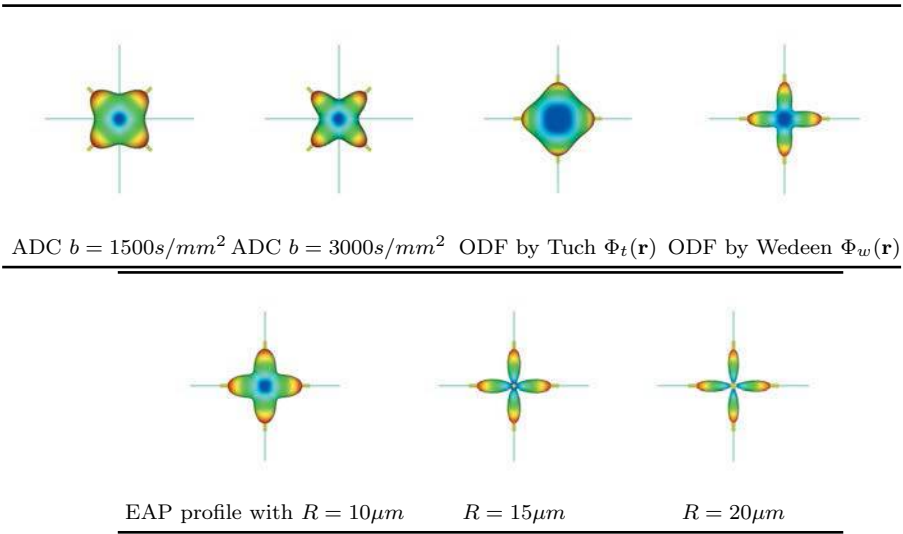 ADC b = 1500s/mm² ADC b = 3000s/mm² ODF by Tuch Φₜ(𝐫) ODF by Wedeen Φ_w(𝐫)
EAP profile with R = 10μm R = 15μm R = 20μm